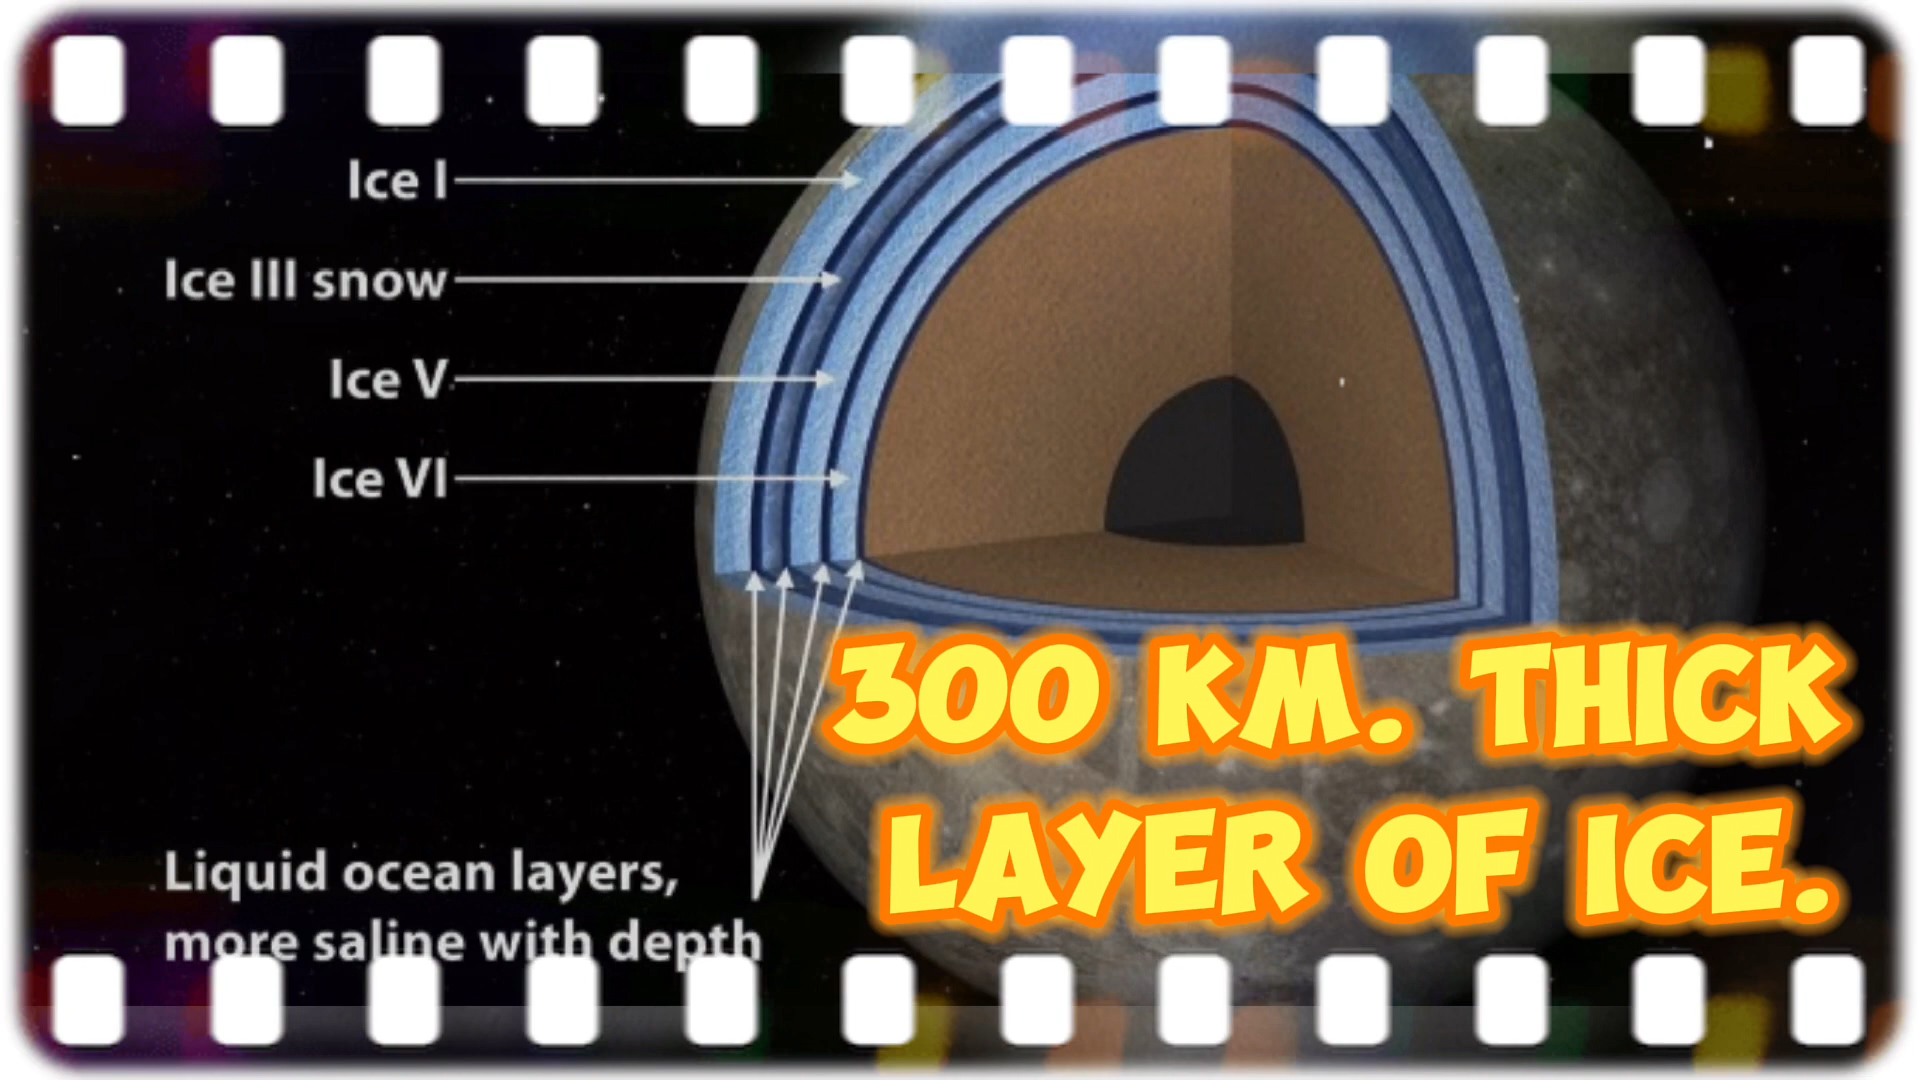 Ice I
Ice III snow
Ice V
Ice VI
Liquid ocean layers,
more saline with depth
300 KM. THICK
LAYER OF ICE.